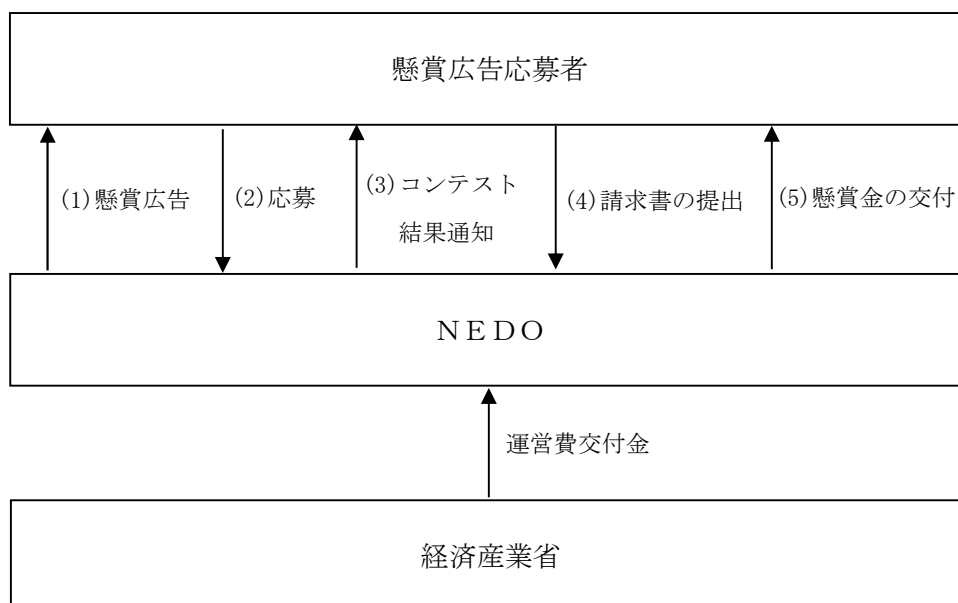 懸賞広告応募者
(1)懸賞広告
(2)応募
(3)コンテスト
結果通知
(4)請求書の提出
(5)懸賞金の交付
ＮＥＤＯ
運営費交付金
経済産業省